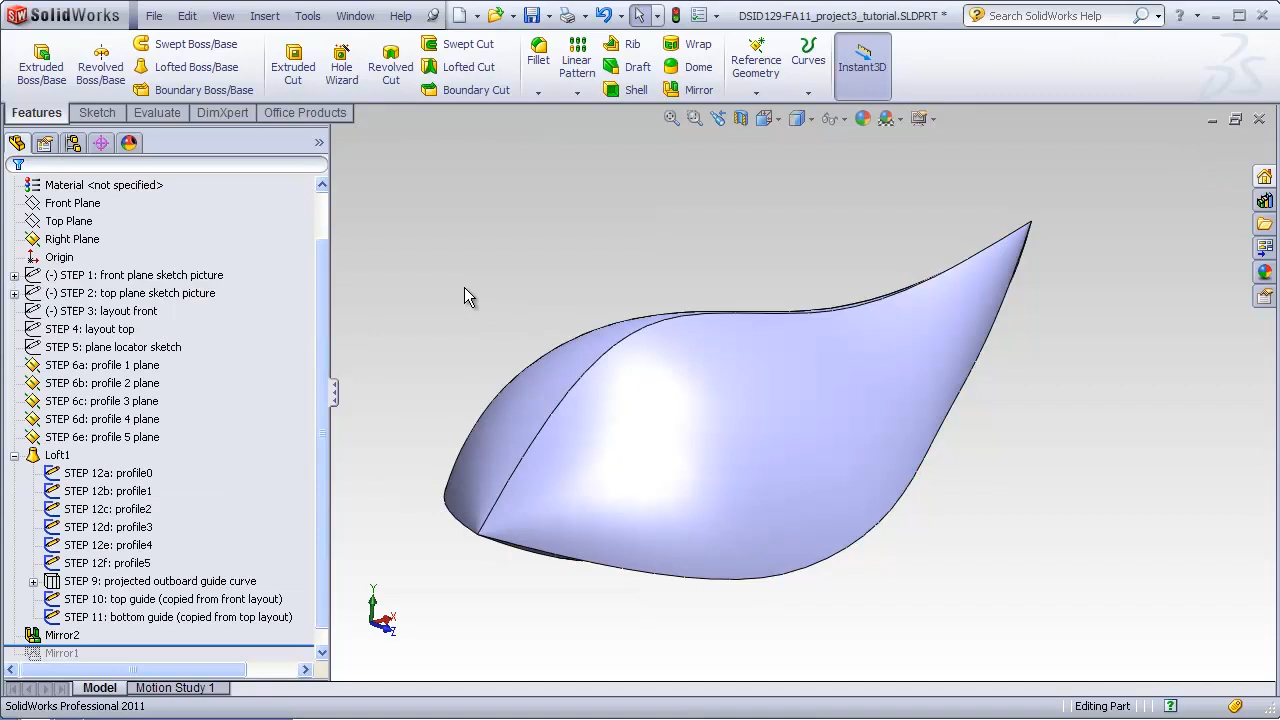 SolidWorks File Edit View Insert Tools Window Help DSID129-FA11_project3_tutorial.SLDPRT * Search SolidWorks Help
Extruded Boss/Base
Revolved Boss/Base
Swept Boss/Base
Lofted Boss/Base
Boundary Boss/Base
Extruded Cut
Hole Wizard
Revolved Cut
Swept Cut
Lofted Cut
Boundary Cut
Fillet
Linear Pattern
Rib
Draft
Shell
Wrap
Dome
Mirror
Reference Geometry
Curves
Instant3D
Features Sketch Evaluate DimXpert Office Products
Material <not specified>
Front Plane
Top Plane
Right Plane
Origin
(-) STEP 1: front plane sketch picture
(-) STEP 2: top plane sketch picture
(-) STEP 3: layout front
STEP 4: layout top
STEP 5: plane locator sketch
STEP 6a: profile 1 plane
STEP 6b: profile 2 plane
STEP 6c: profile 3 plane
STEP 6d: profile 4 plane
STEP 6e: profile 5 plane
Loft1
STEP 12a: profile0
STEP 12b: profile1
STEP 12c: profile2
STEP 12d: profile3
STEP 12e: profile4
STEP 12f: profile5
STEP 9: projected outboard guide curve
STEP 10: top guide (copied from front layout)
STEP 11: bottom guide (copied from top layout)
Mirror2
Mirror1
Y
X
Z
Model Motion Study 1
SolidWorks Professional 2011 Editing Part